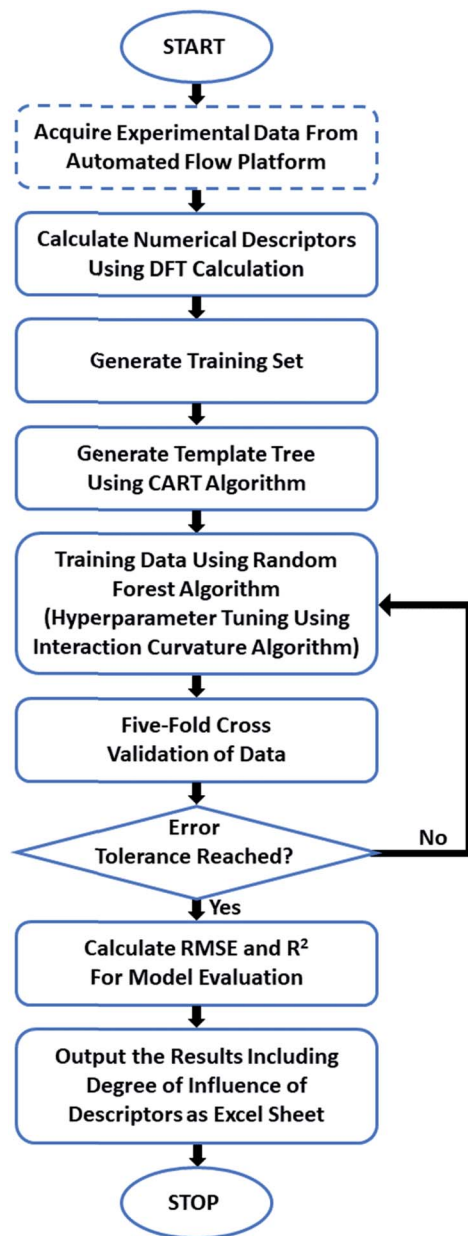 START
Acquire Experimental Data From
Automated Flow Platform
Calculate Numerical Descriptors
Using DFT Calculation
Generate Training Set
Generate Template Tree
Using CART Algorithm
Training Data Using Random
Forest Algorithm
(Hyperparameter Tuning Using
Interaction Curvature Algorithm)
Five-Fold Cross
Validation of Data
Error
Tolerance Reached?
No
Yes
Calculate RMSE and R²
For Model Evaluation
Output the Results Including
Degree of Influence of
Descriptors as Excel Sheet
STOP